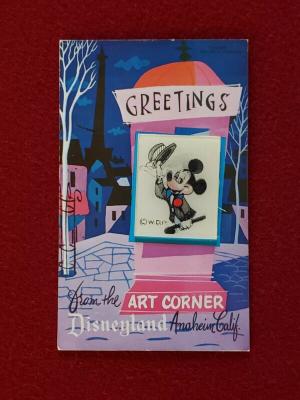 GREETINGS
© W.D.P.
from the ART CORNER
Disneyland Anaheim Calif.